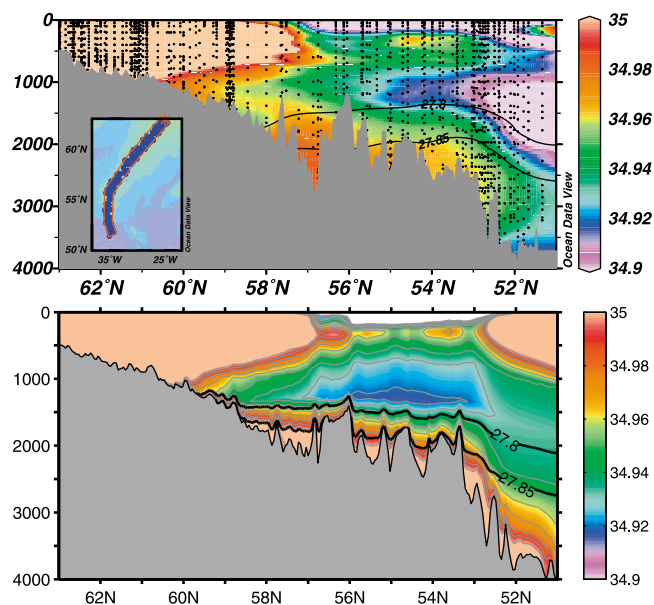 0
1000
2000
3000
4000
62˚N
60˚N
58˚N
56˚N
54˚N
52˚N
27.8
27.85
60˚N
55˚N
50˚N
35˚W
25˚W
Ocean Data View
Ocean Data View
35
34.98
34.96
34.94
34.92
34.9
0
1000
2000
3000
4000
62N
60N
58N
56N
54N
52N
27.8
27.85
35
34.98
34.96
34.94
34.92
34.9